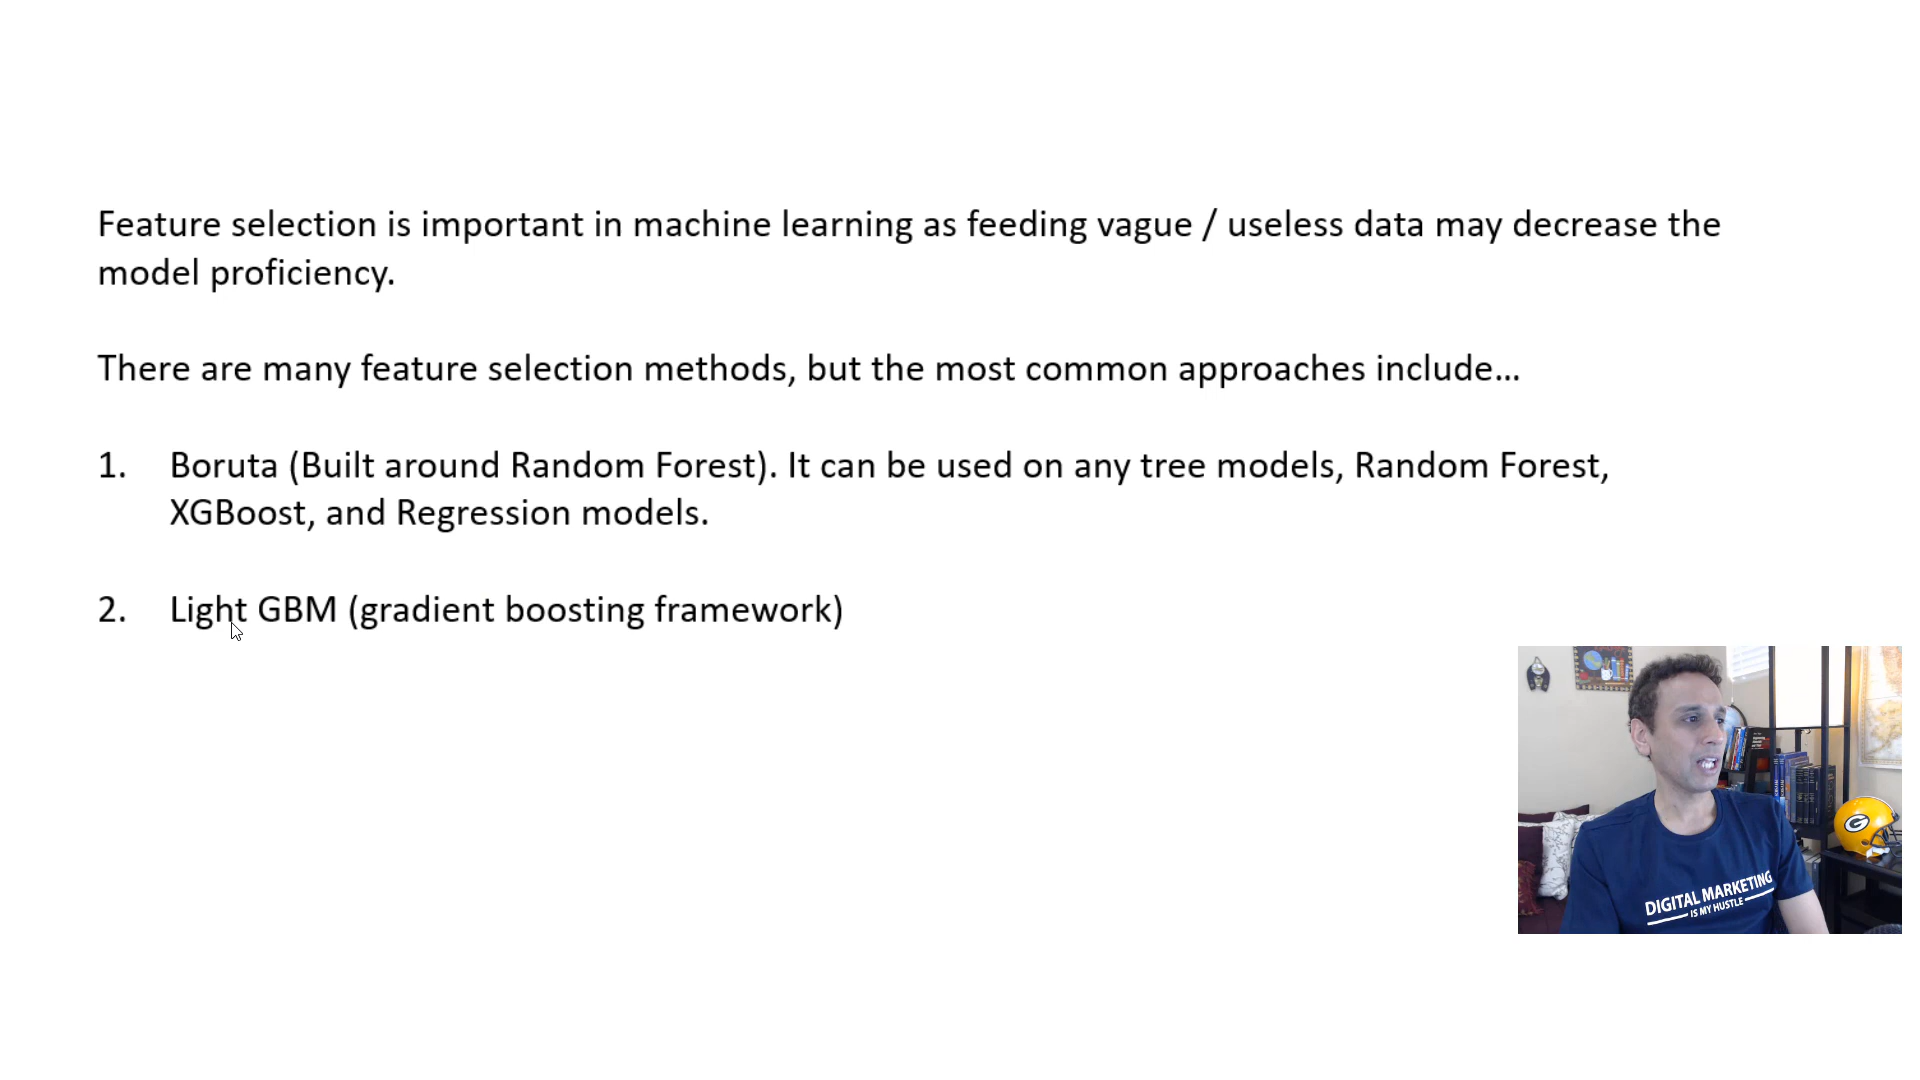 Feature selection is important in machine learning as feeding vague / useless data may decrease the
model proficiency.
There are many feature selection methods, but the most common approaches include...
1. Boruta (Built around Random Forest). It can be used on any tree models, Random Forest,
XGBoost, and Regression models.
2. Light GBM (gradient boosting framework)
G
DIGITAL MARKETING
IS MY HUSTLE